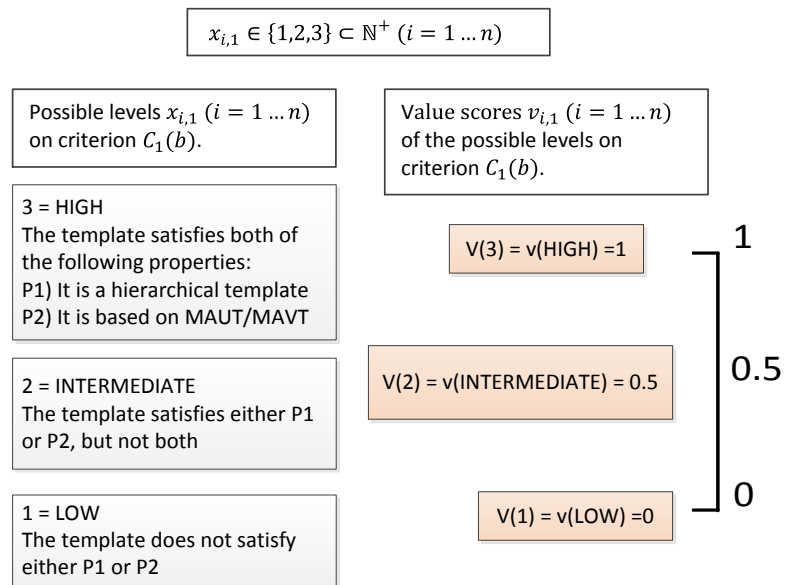 x_{i,1} ∈ {1,2,3} ⊂ ℕ⁺ (i = 1 … n)
Possible levels x_{i,1} (i = 1 … n)
on criterion C₁(b).
Value scores v_{i,1} (i = 1 … n)
of the possible levels on
criterion C₁(b).
3 = HIGH
The template satisfies both of
the following properties:
P1) It is a hierarchical template
P2) It is based on MAUT/MAVT
V(3) = v(HIGH) =1
1
2 = INTERMEDIATE
The template satisfies either P1
or P2, but not both
V(2) = v(INTERMEDIATE) = 0.5
0.5
1 = LOW
The template does not satisfy
either P1 or P2
V(1) = v(LOW) =0
0